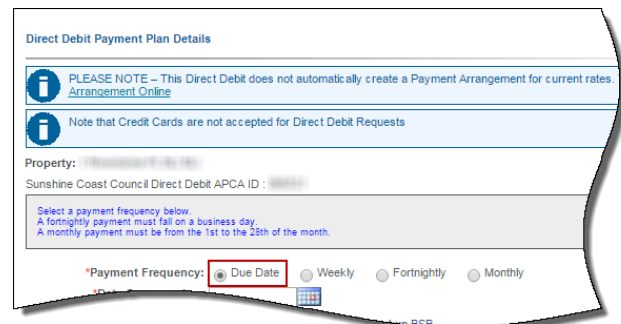 Direct Debit Payment Plan Details
PLEASE NOTE – This Direct Debit does not automatically create a Payment Arrangement for current rates.
Arrangement Online
Note that Credit Cards are not accepted for Direct Debit Requests
Property:
Sunshine Coast Council Direct Debit APCA ID :
Select a payment frequency below.
A fortnightly payment must fall on a business day.
A monthly payment must be from the 1st to the 28th of the month.
*Payment Frequency: Due Date Weekly Fortnightly Monthly
BSB